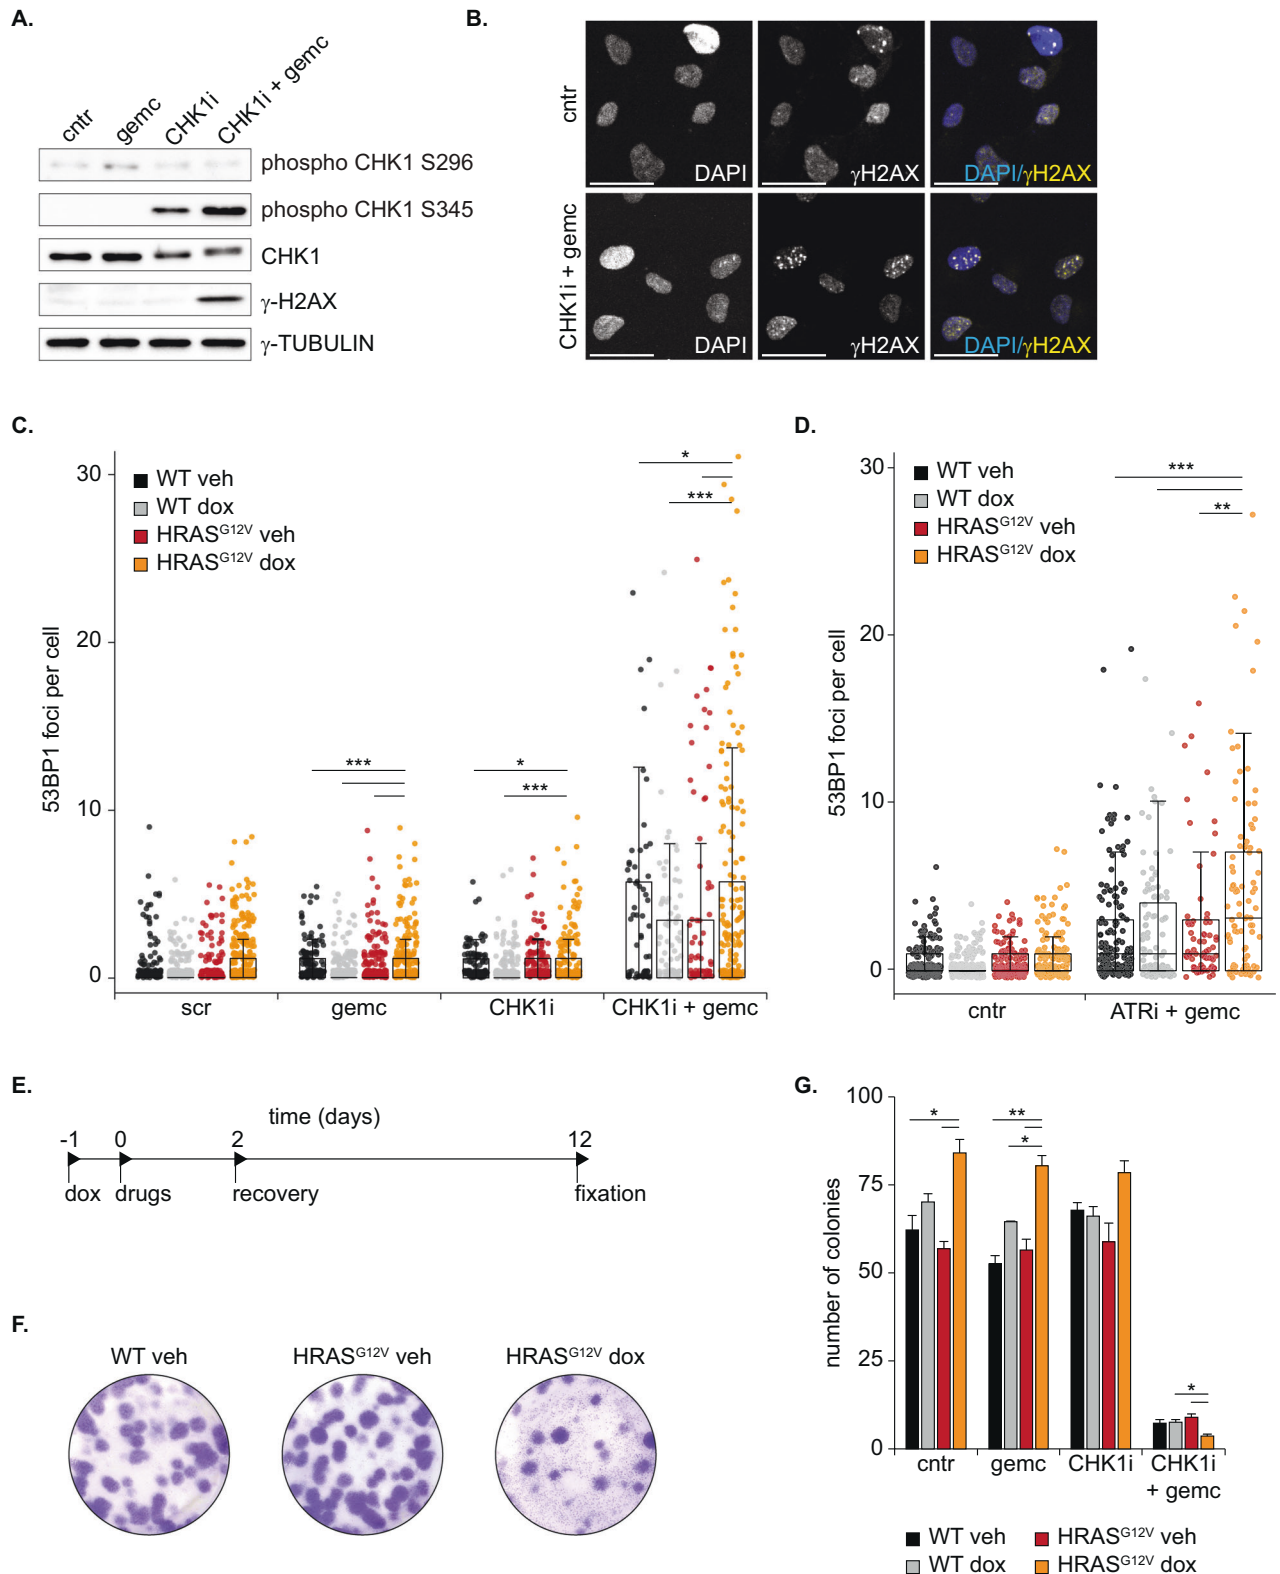 A.
cntr
gemc
CHK1i
CHK1i + gemc
phospho CHK1 S296
phospho CHK1 S345
CHK1
γ-H2AX
γ-TUBULIN
B.
cntr
DAPI
γH2AX
DAPI/γH2AX
CHK1i + gemc
DAPI
γH2AX
DAPI/γH2AX
C.
53BP1 foci per cell
30
20
10
0
WT veh
WT dox
HRASG12V veh
HRASG12V dox
***
*
***
*
***
scr
gemc
CHK1i
CHK1i + gemc
D.
53BP1 foci per cell
30
20
10
0
WT veh
WT dox
HRASG12V veh
HRASG12V dox
***
**
cntr
ATRi + gemc
E.
time (days)
-1
0
2
12
dox
drugs
recovery
fixation
F.
WT veh
HRASG12V veh
HRASG12V dox
G.
number of colonies
100
75
50
25
0
*
**
*
*
cntr
gemc
CHK1i
CHK1i
+ gemc
WT veh
HRASG12V veh
WT dox
HRASG12V dox